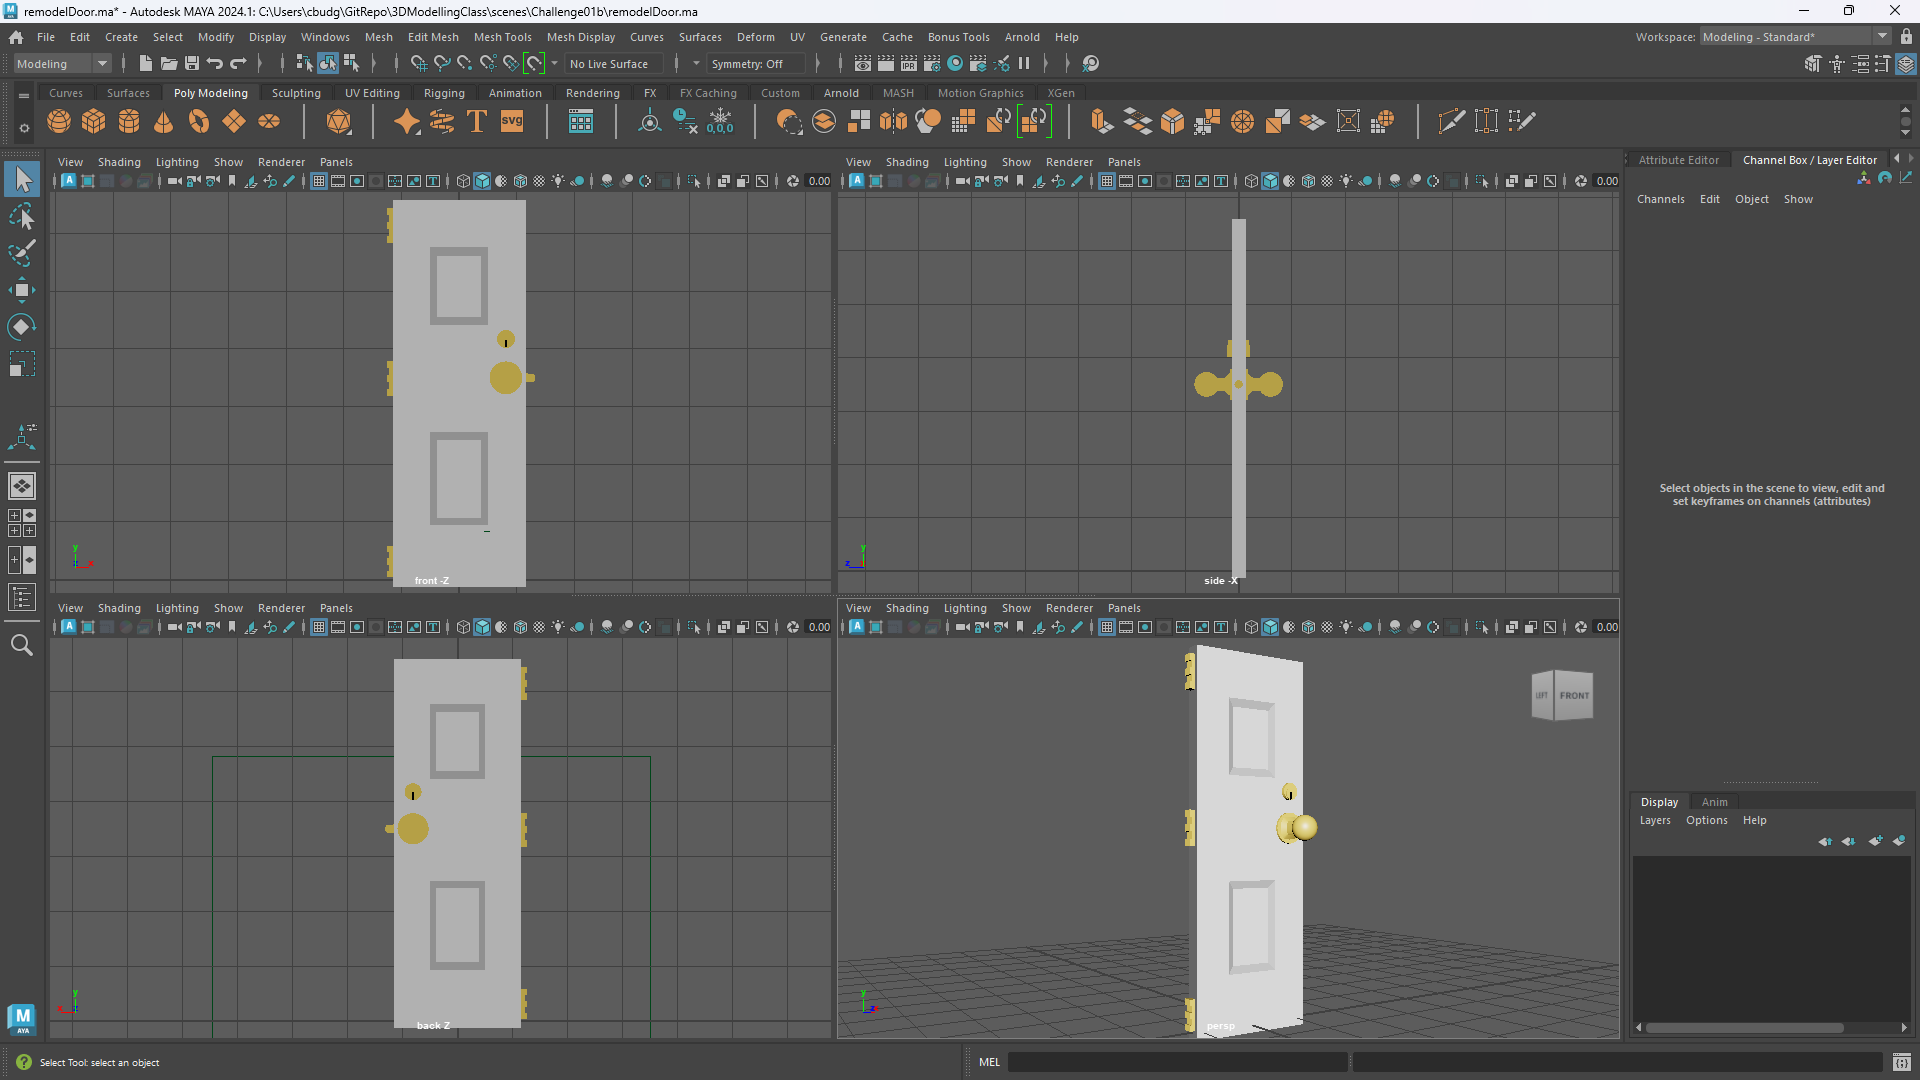 remodelDoor.ma* - Autodesk MAYA 2024.1: C:\Users\cbudg\GitRepo\3DModellingClass\scenes\Challenge01b\remodelDoor.ma
File Edit Create Select Modify Display Windows Mesh Edit Mesh Mesh Tools Mesh Display Curves Surfaces Deform UV Generate Cache Bonus Tools Arnold Help
Workspace: Modeling - Standard*
Modeling No Live Surface Symmetry: Off
IPR
Curves Surfaces Poly Modeling Sculpting UV Editing Rigging Animation Rendering FX FX Caching Custom Arnold MASH Motion Graphics XGen
T svg 0,0,0
View Shading Lighting Show Renderer Panels
0.00
front -Z
View Shading Lighting Show Renderer Panels
0.00
side -X
View Shading Lighting Show Renderer Panels
0.00
back Z
View Shading Lighting Show Renderer Panels
0.00
LEFT FRONT
persp
Attribute Editor Channel Box / Layer Editor
Channels Edit Object Show
Select objects in the scene to view, edit and
set keyframes on channels (attributes)
Display Anim
Layers Options Help
M
AYA
Select Tool: select an object
MEL